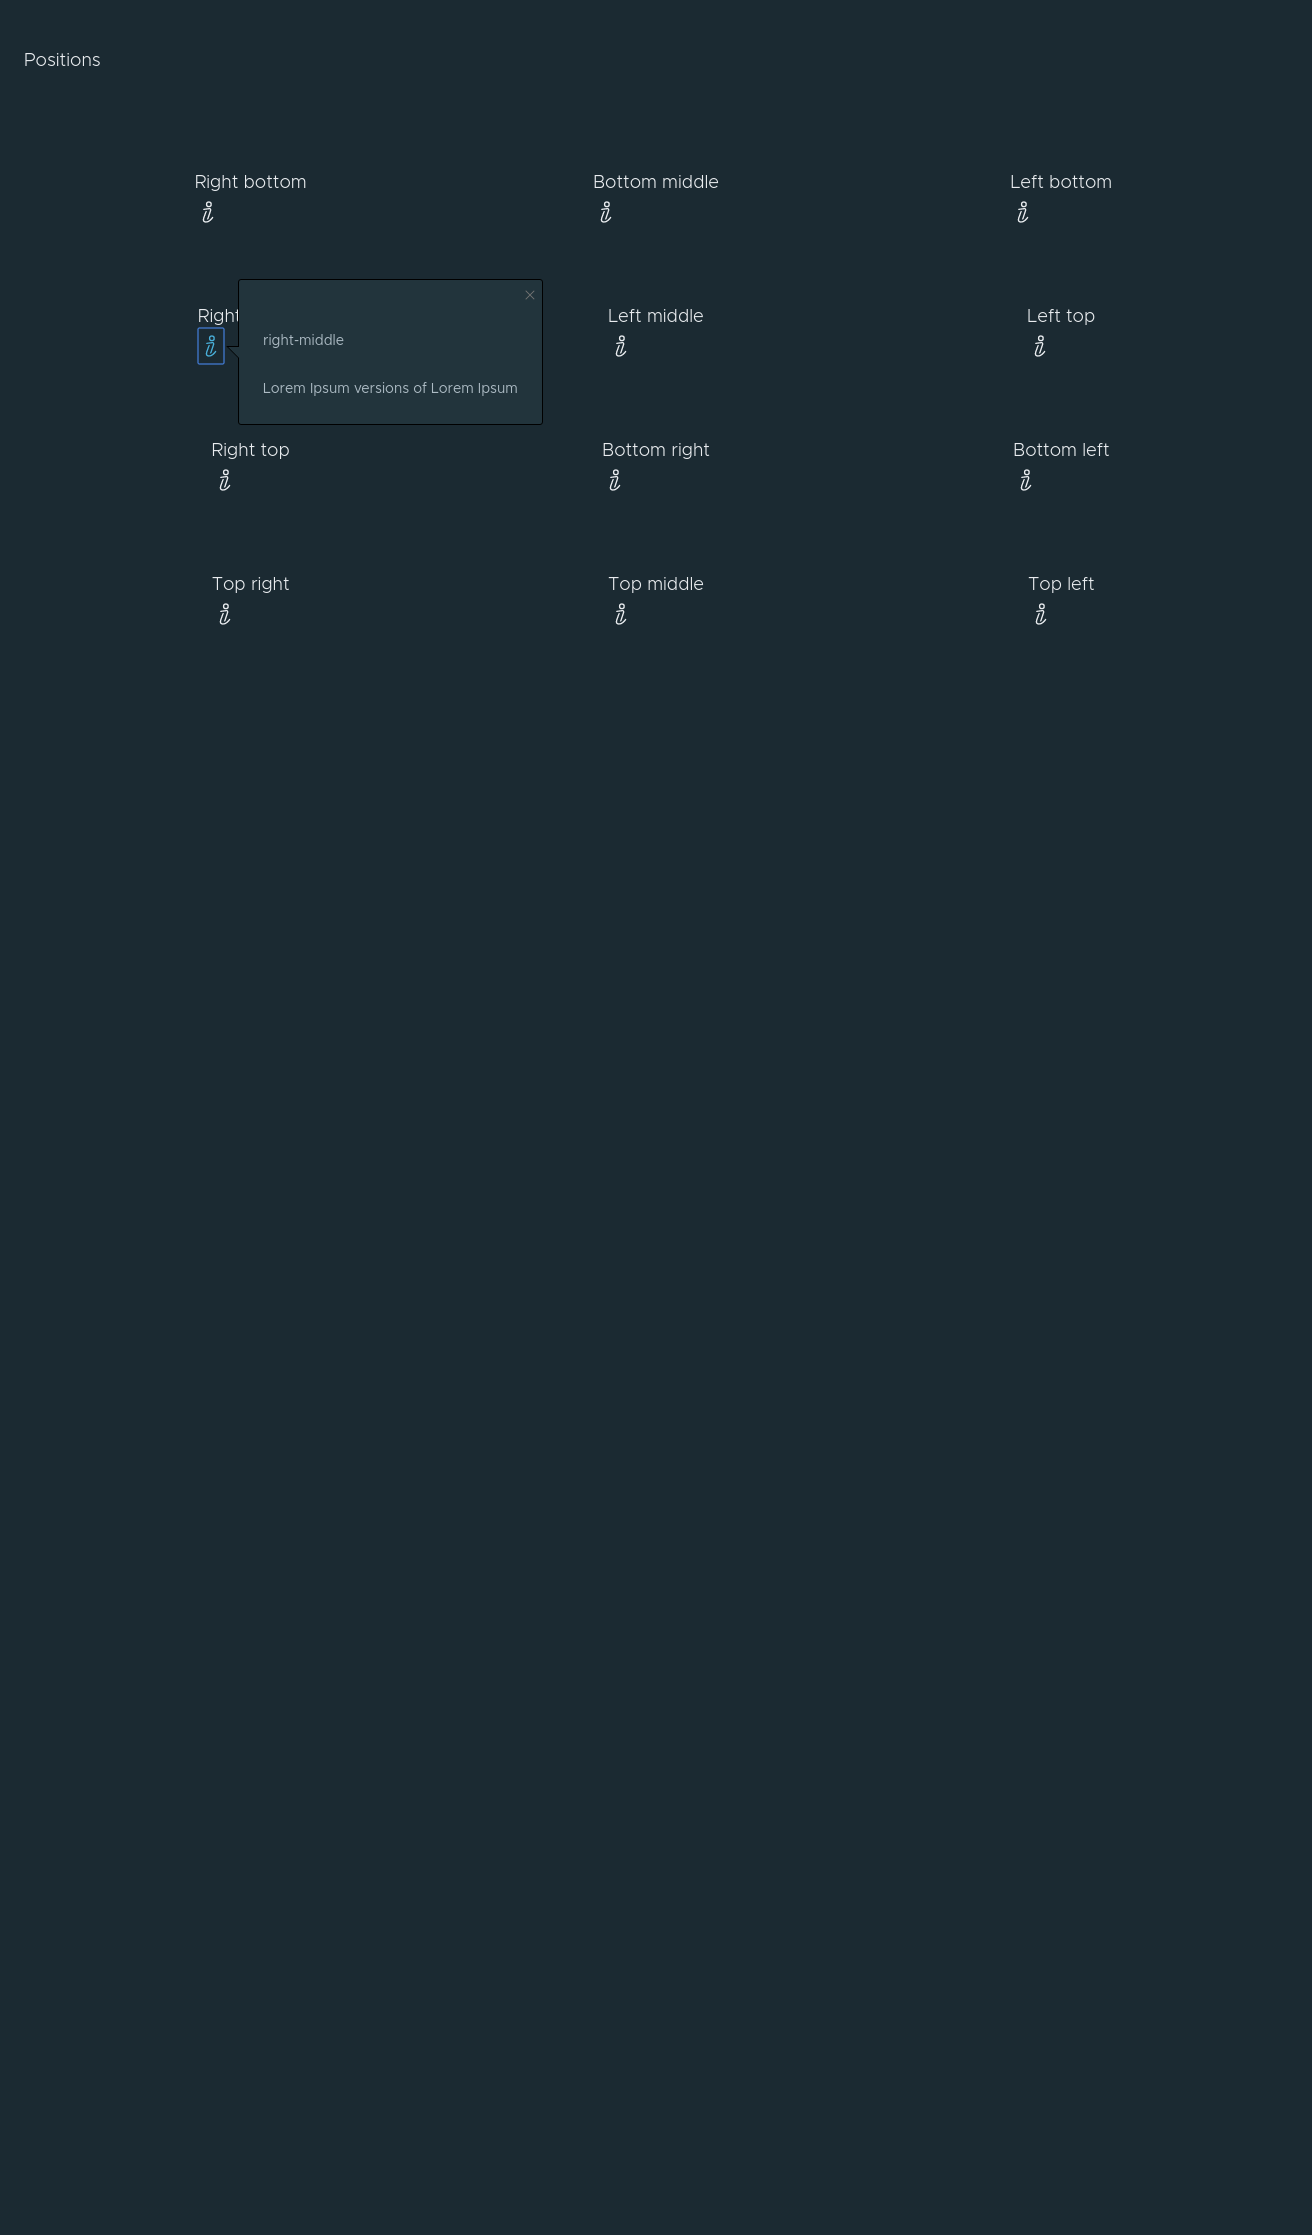 Positions
Right bottom
Bottom middle
Left bottom
Right
Left middle
Left top
right-middle
Lorem Ipsum versions of Lorem Ipsum
Right top
Bottom right
Bottom left
Top right
Top middle
Top left